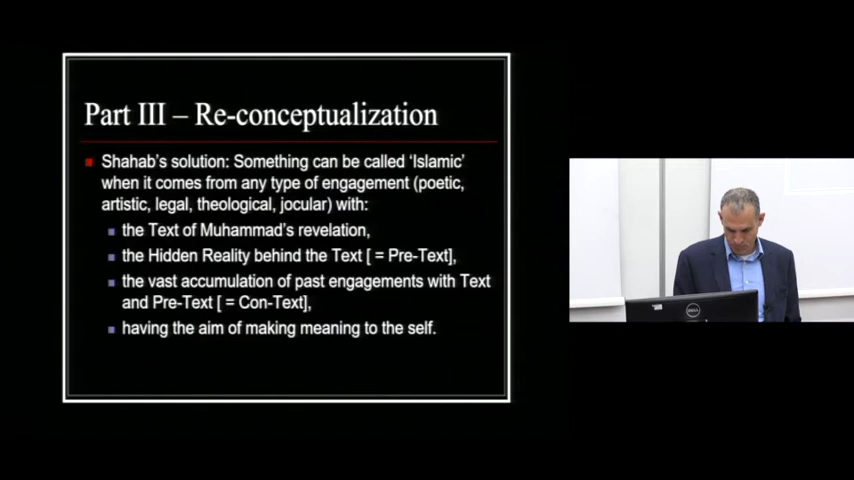 Part III – Re-conceptualization
Shahab's solution: Something can be called 'Islamic'
when it comes from any type of engagement (poetic,
artistic, legal, theological, jocular) with:
the Text of Muhammad's revelation,
the Hidden Reality behind the Text [ = Pre-Text],
the vast accumulation of past engagements with Text
and Pre-Text [ = Con-Text],
having the aim of making meaning to the self.
DELL